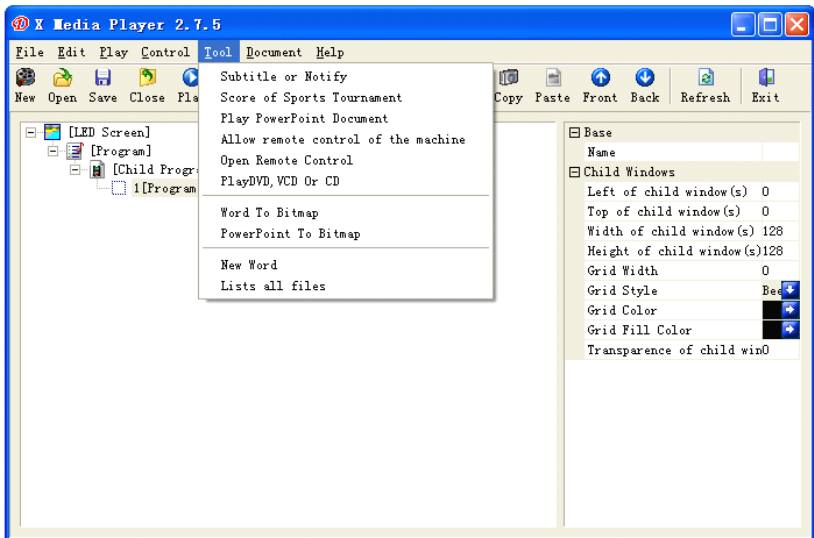 X Media Player 2.7.5
File Edit Play Control Tool Document Help
New Open Save Close Pla Copy Paste Front Back Refresh Exit
Subtitle or Notify
Score of Sports Tournament
Play PowerPoint Document
Allow remote control of the machine
Open Remote Control
PlayDVD,VCD Or CD
Word To Bitmap
PowerPoint To Bitmap
New Word
Lists all files
[LED Screen]
[Program]
[Child Progr
1[Program
Base
Name
Child Windows
Left of child window(s) 0
Top of child window(s) 0
Width of child window(s) 128
Height of child window(s)128
Grid Width 0
Grid Style Bee
Grid Color
Grid Fill Color
Transparence of child win0